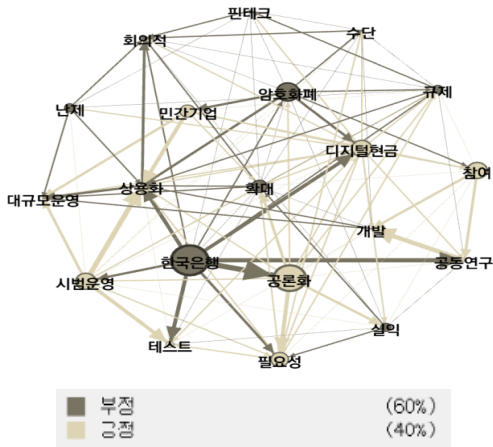 핀테크
수단
회의적
암호화폐
규제
난제
민간기업
디지털현금
참여
상용화
확대
대규모운영
개발
한국은행
공동연구
시범운영
공론화
실익
테스트
필요성
부정 (60%)
긍정 (40%)